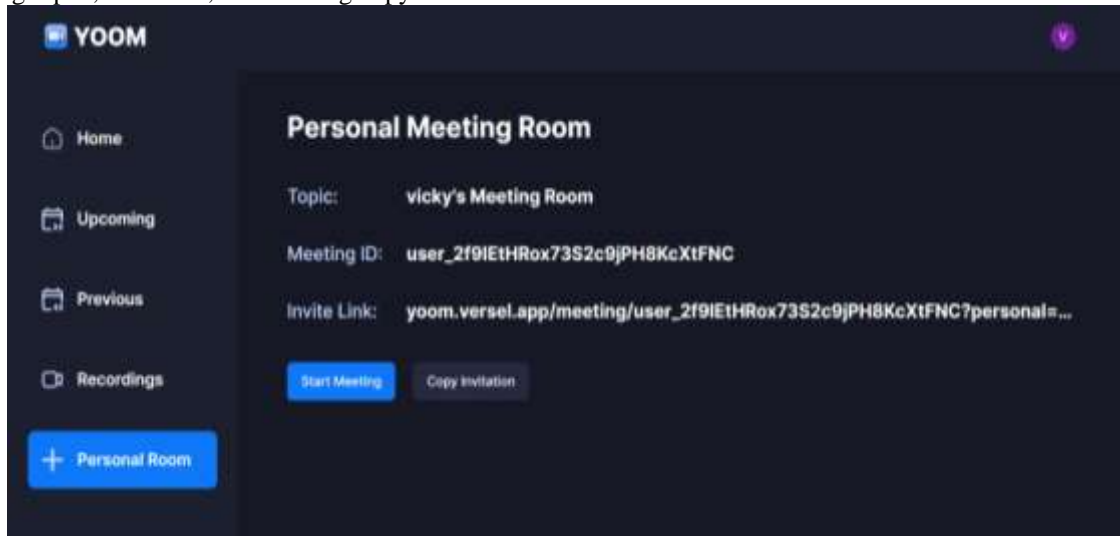 YOOM
V
Home
Upcoming
Previous
Recordings
Personal Room
Personal Meeting Room
Topic: vicky's Meeting Room
Meeting ID: user_2f9IEtHRox73S2c9jPH8KcXtFNC
Invite Link: yoom.versel.app/meeting/user_2f9IEtHRox73S2c9jPH8KcXtFNC?personal=...
Start Meeting
Copy Invitation